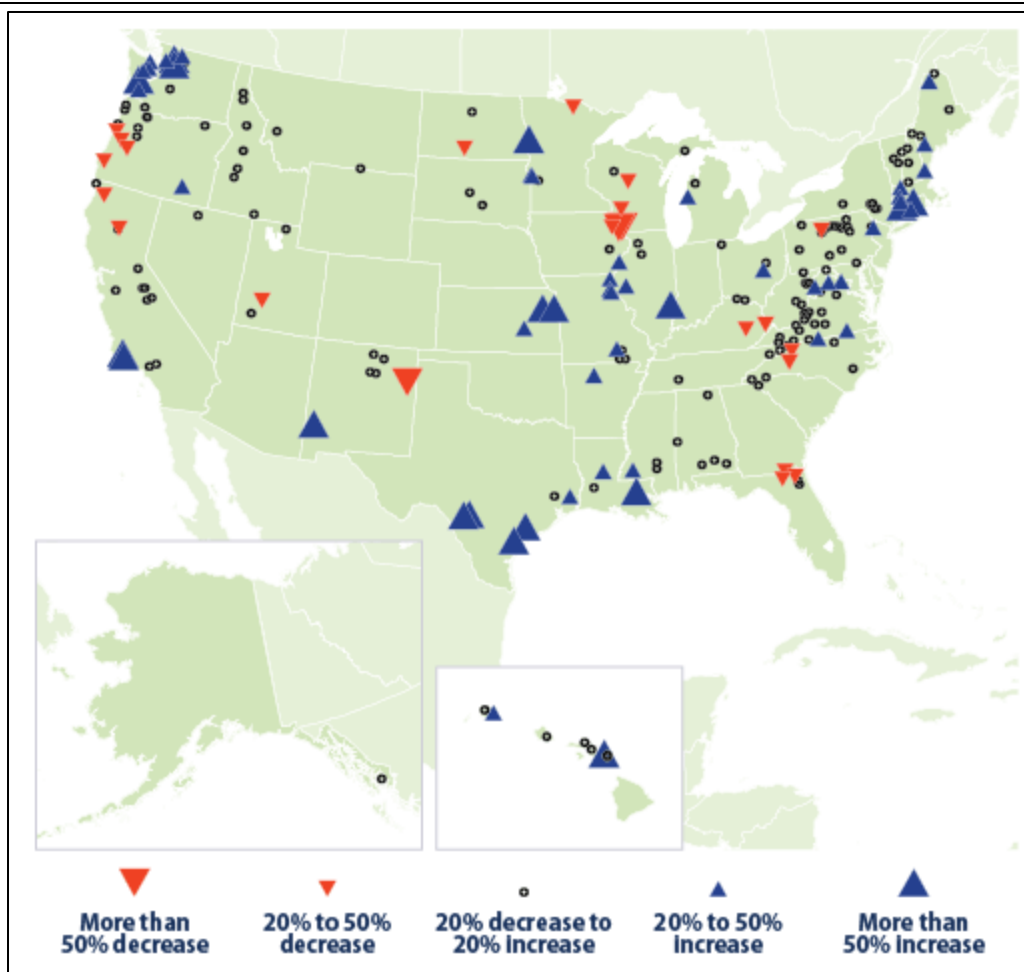 More than
50% decrease
20% to 50%
decrease
20% decrease to
20% increase
20% to 50%
increase
More than
50% increase